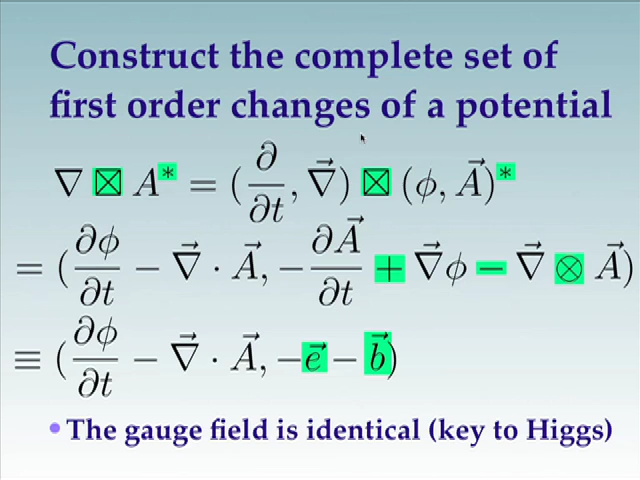 Construct the complete set of
first order changes of a potential
∇ ⊠ A* = (∂/∂t, ∇⃗) ⊠ (ϕ, A⃗)*
= (∂ϕ/∂t − ∇⃗ · A⃗, −∂A⃗/∂t + ∇⃗ϕ − ∇⃗ ⊗ A⃗)
≡ (∂ϕ/∂t − ∇⃗ · A⃗, −e⃗ − b⃗)
• The gauge field is identical (key to Higgs)